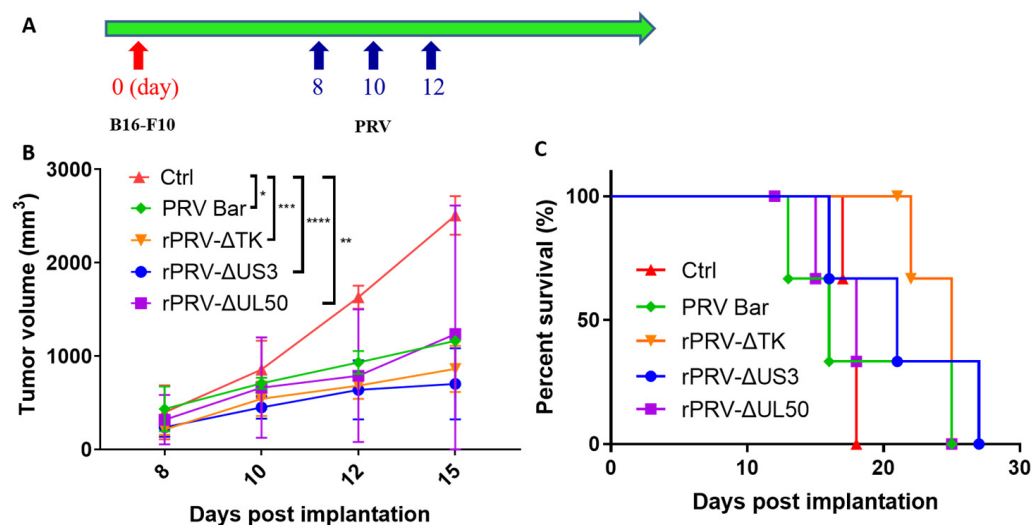 A
0 (day)
8
10
12
B16-F10
PRV
B
3000
2000
1000
0
Tumor volume (mm³)
Ctrl
PRV Bar
rPRV-ΔTK
rPRV-ΔUS3
rPRV-ΔUL50
*
***
****
**
8
10
12
15
Days post implantation
C
100
50
0
Percent survival (%)
Ctrl
PRV Bar
rPRV-ΔTK
rPRV-ΔUS3
rPRV-ΔUL50
0
10
20
30
Days post implantation